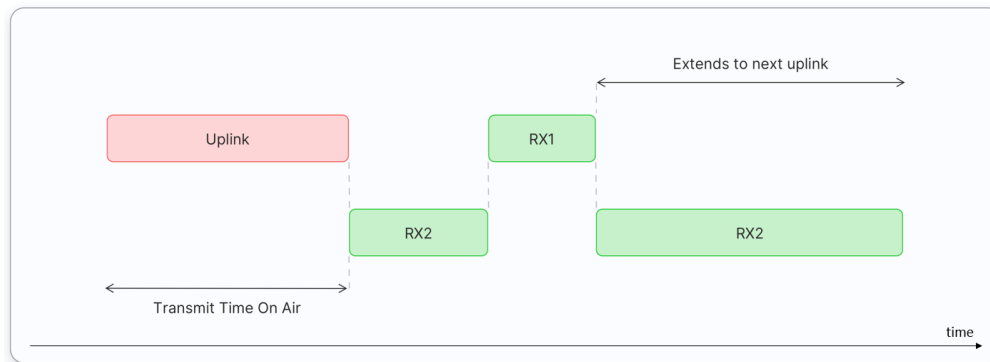 Extends to next uplink
Uplink
RX1
RX2
RX2
Transmit Time On Air
time